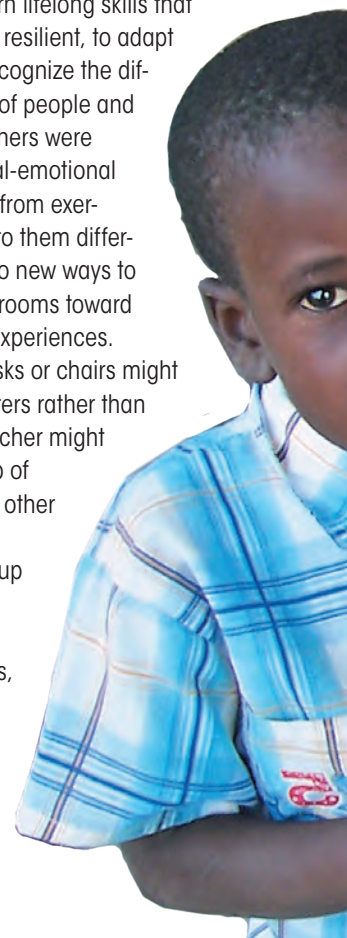 rn lifelong skills that
resilient, to adapt
cognize the dif-
of people and
ners were
al-emotional
from exer-
to them differ-
o new ways to
rooms toward
xperiences.
sks or chairs might
ers rather than
cher might
p of
other
up
s,